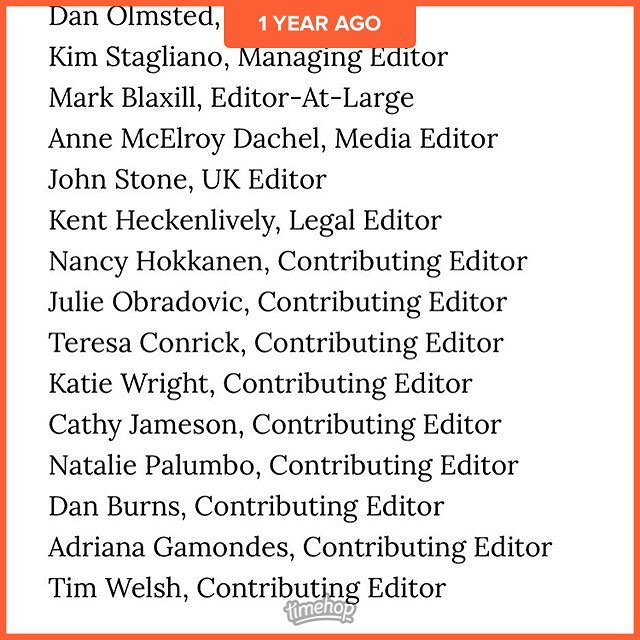 Dan Olmsted,
1 YEAR AGO
Kim Stagliano, Managing Editor
Mark Blaxill, Editor-At-Large
Anne McElroy Dachel, Media Editor
John Stone, UK Editor
Kent Heckenlively, Legal Editor
Nancy Hokkanen, Contributing Editor
Julie Obradovic, Contributing Editor
Teresa Conrick, Contributing Editor
Katie Wright, Contributing Editor
Cathy Jameson, Contributing Editor
Natalie Palumbo, Contributing Editor
Dan Burns, Contributing Editor
Adriana Gamondes, Contributing Editor
Tim Welsh, Contributing Editor
timehop